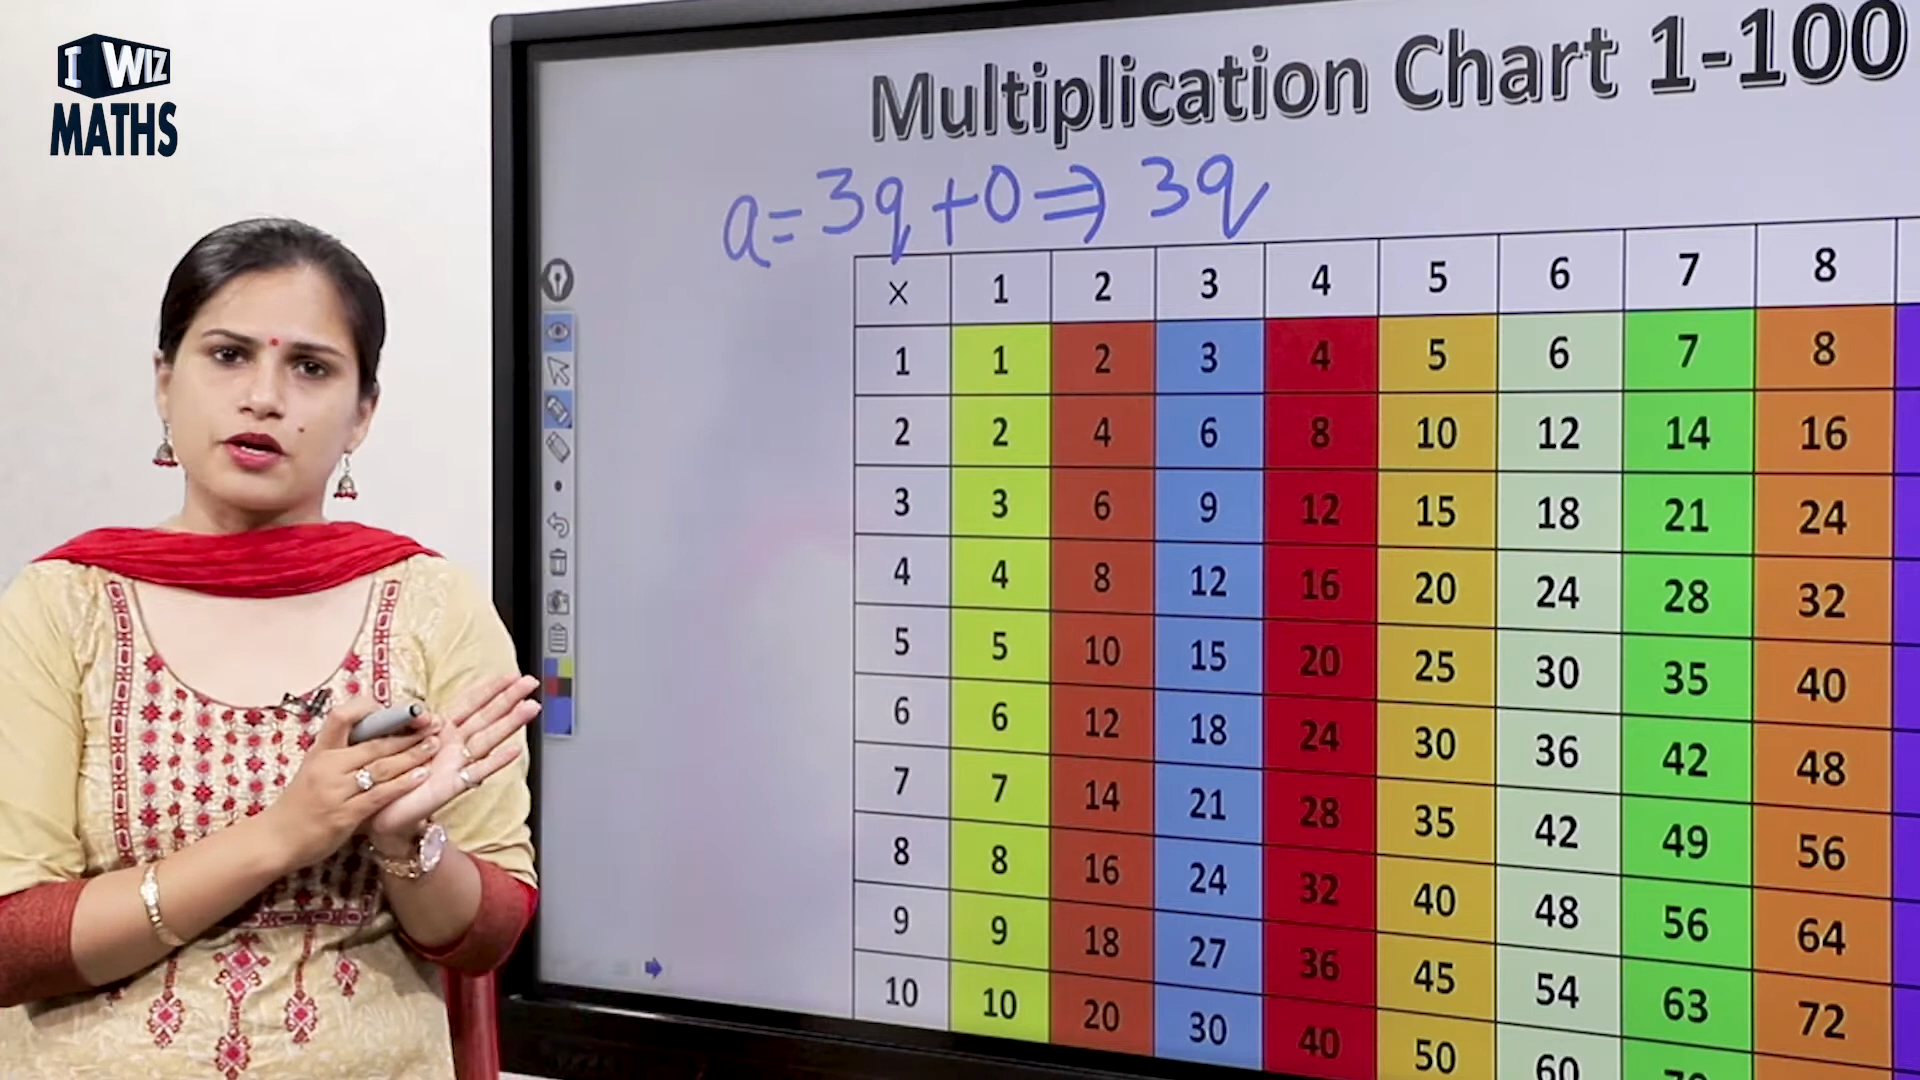 I WIZ
MATHS
Multiplication Chart 1-100
a=3q+0⇒3q
× 1 2 3 4 5 6 7 8
1 1 2 3 4 5 6 7 8
2 2 4 6 8 10 12 14 16
3 3 6 9 12 15 18 21 24
4 4 8 12 16 20 24 28 32
5 5 10 15 20 25 30 35 40
6 6 12 18 24 30 36 42 48
7 7 14 21 28 35 42 49 56
8 8 16 24 32 40 48 56 64
9 9 18 27 36 45 54 63 72
10 10 20 30 40 50 60